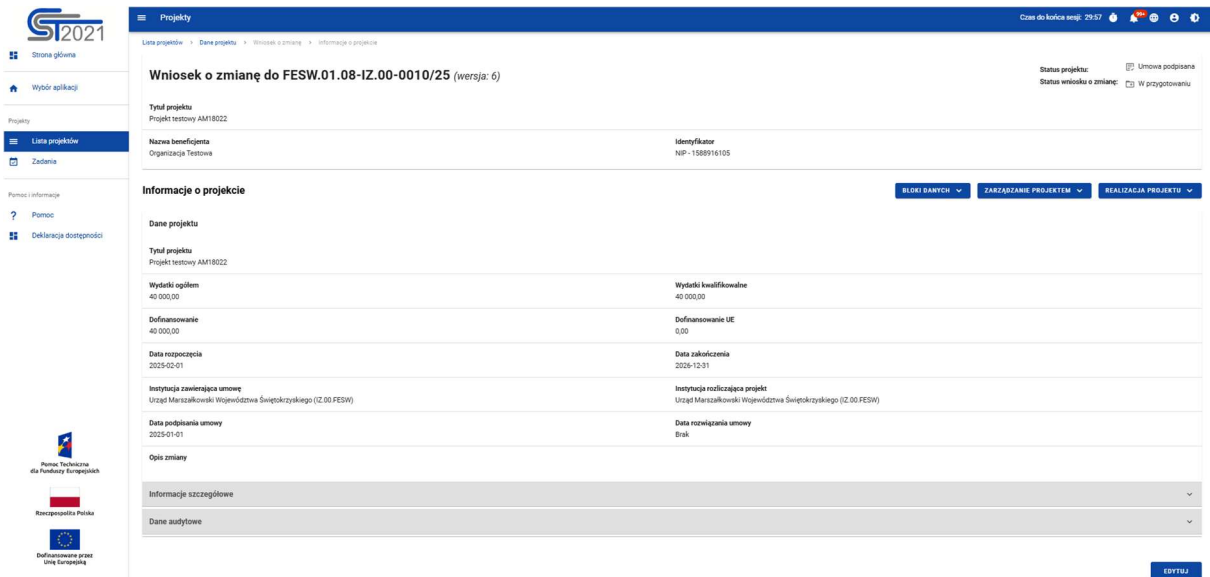 CST2021
Projekty
Czas do końca sesji: 29:57
99+
Strona główna
Wybór aplikacji
Projekty
Lista projektów
Zadania
Pomoc i informacje
Pomoc
Deklaracja dostępności
Lista projektów > Dane projektu > Wniosek o zmianę > Informacje o projekcie
Wniosek o zmianę do FESW.01.08-IZ.00-0010/25 (wersja: 6)
Status projektu: Umowa podpisana
Status wniosku o zmianę: W przygotowaniu
Tytuł projektu
Projekt testowy AM18022
Nazwa beneficjenta Identyfikator
Organizacja Testowa NIP - 1588916105
Informacje o projekcie
BLOKI DANYCH ZARZĄDZANIE PROJEKTEM REALIZACJA PROJEKTU
Dane projektu
Tytuł projektu
Projekt testowy AM18022
Wydatki ogółem Wydatki kwalifikowalne
40 000,00 40 000,00
Dofinansowanie Dofinansowanie UE
40 000,00 0,00
Data rozpoczęcia Data zakończenia
2025-02-01 2026-12-31
Instytucja zawierająca umowę Instytucja rozliczająca projekt
Urząd Marszałkowski Województwa Świętokrzyskiego (IZ.00.FESW) Urząd Marszałkowski Województwa Świętokrzyskiego (IZ.00.FESW)
Data podpisania umowy Data rozwiązania umowy
2025-01-01 Brak
Opis zmiany
Informacje szczegółowe
Dane audytowe
EDYTUJ
Pomoc Techniczna
dla Funduszy Europejskich
Rzeczpospolita Polska
Dofinansowane przez
Unię Europejską